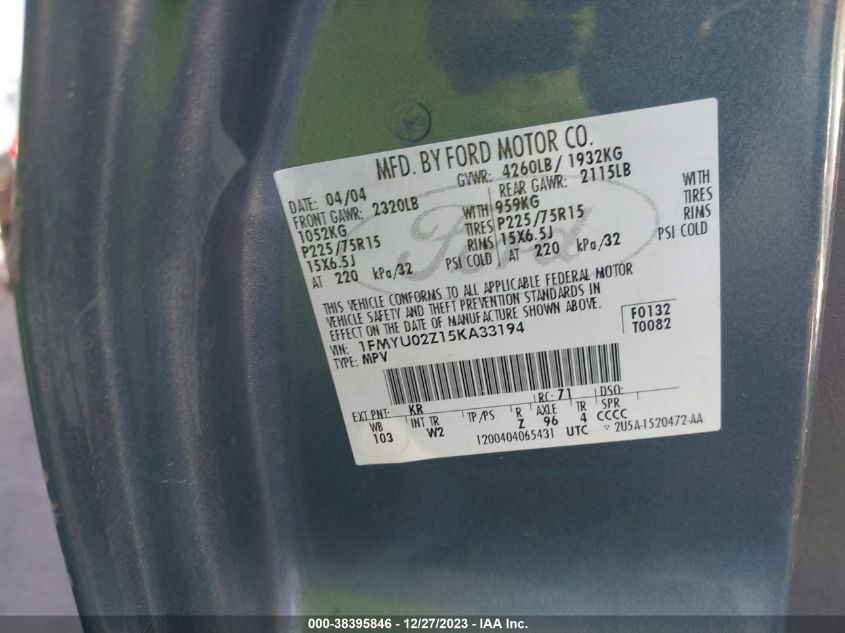 MFD. BY FORD MOTOR CO.
DATE: 04/04 GVWR: 4260LB/ 1932KG
FRONT GAWR: 2320LB REAR GAWR: 2115LB
1052KG WITH 959KG WITH
P225/75R15 TIRES P225/75R15 TIRES
15X6.5J RIMS 15X6.5J RIMS
AT 220 kPa/32 PSI COLD AT 220 kPa/32 PSI COLD
Ford
THIS VEHICLE CONFORMS TO ALL APPLICABLE FEDERAL MOTOR
VEHICLE SAFETY AND THEFT PREVENTION STANDARDS IN
EFFECT ON THE DATE OF MANUFACTURE SHOWN ABOVE.
VIN: 1FMYU02Z15KA33194 F0132
TYPE: MPV T0082
EXT PNT: KR RC: 71 DSO:
WB INT TR TP/PS R AXLE TR SPR
103 W2 Z 96 4 CCCC
1200404065431 UTC ▽ 2U5A-1520472-AA
000-38395846 - 12/27/2023 - IAA Inc.